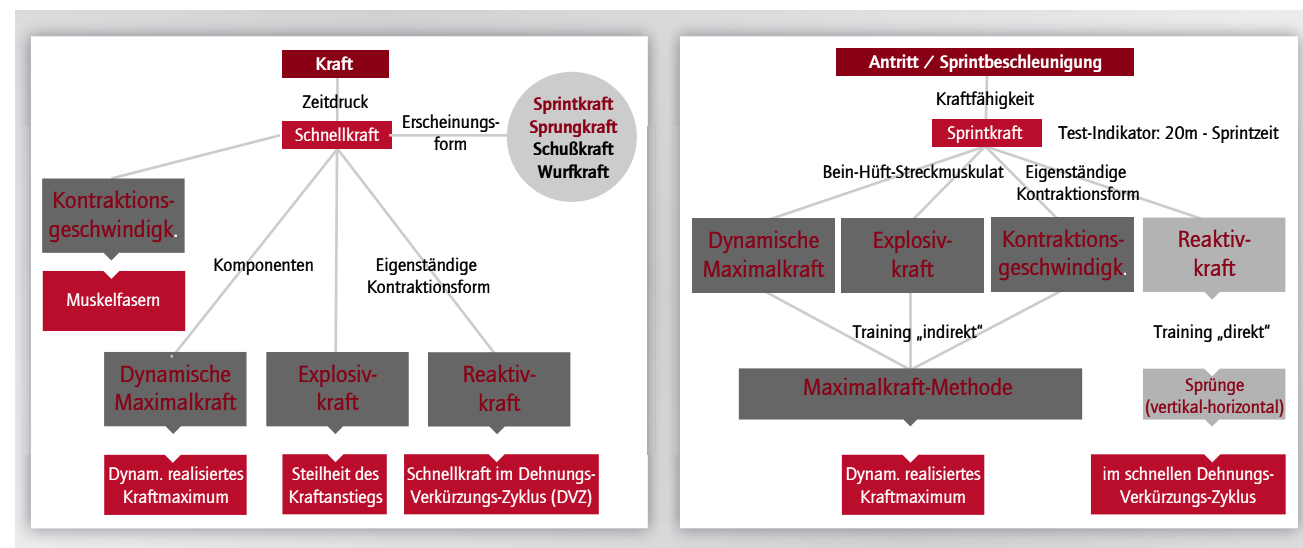 Kraft
Zeitdruck
Schnellkraft
Erscheinungs-
form
Sprintkraft
Sprungkraft
Schußkraft
Wurfkraft
Kontraktions-
geschwindigk.
Muskelfasern
Komponenten
Eigenständige
Kontraktionsform
Dynamische
Maximalkraft
Explosiv-
kraft
Reaktiv-
kraft
Dynam. realisiertes
Kraftmaximum
Steilheit des
Kraftanstiegs
Schnellkraft im Dehnungs-
Verkürzungs-Zyklus (DVZ)
Antritt / Sprintbeschleunigung
Kraftfähigkeit
Sprintkraft
Test-Indikator: 20m - Sprintzeit
Bein-Hüft-Streckmuskulat
Eigenständige
Kontraktionsform
Dynamische
Maximalkraft
Explosiv-
kraft
Kontraktions-
geschwindigk.
Reaktiv-
kraft
Training „indirekt“
Training „direkt“
Maximalkraft-Methode
Sprünge
(vertikal-horizontal)
Dynam. realisiertes
Kraftmaximum
im schnellen Dehnungs-
Verkürzungs-Zyklus